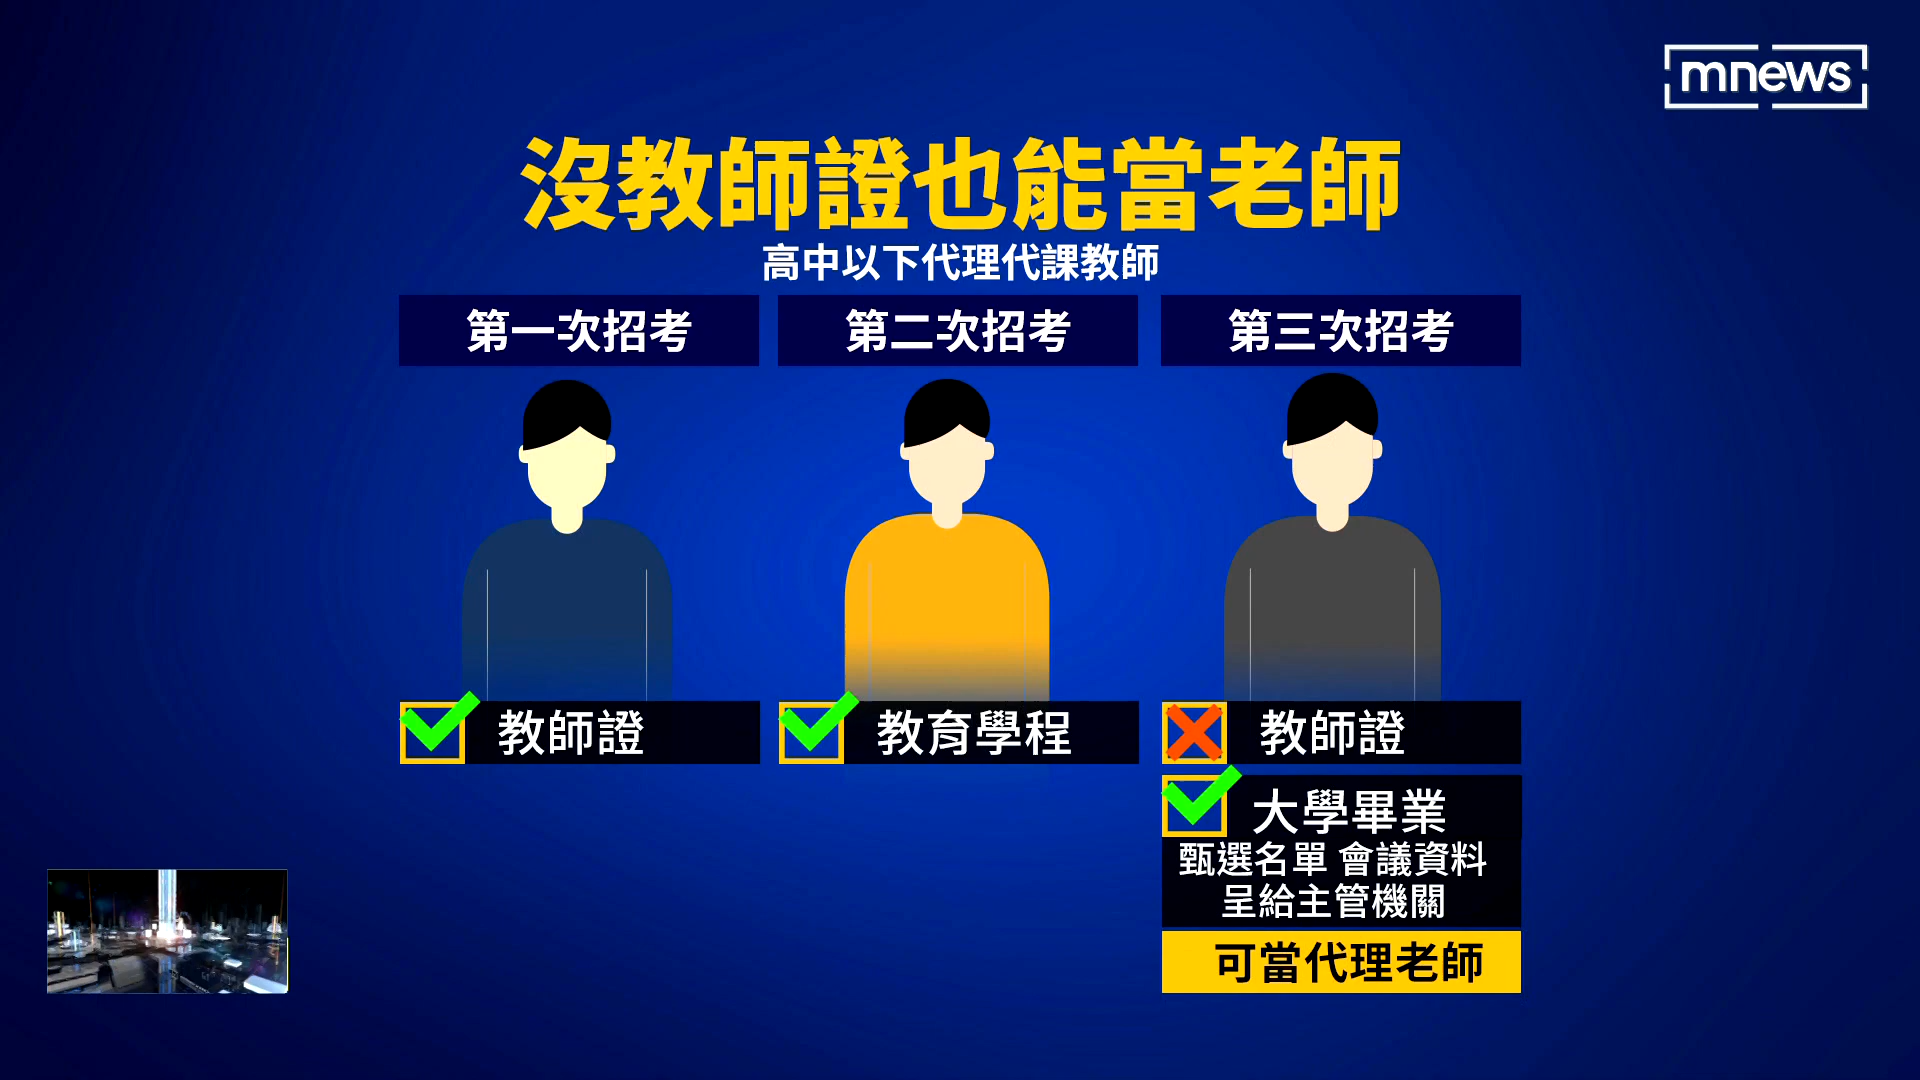 mnews
沒教師證也能當老師
高中以下代理代課教師
第一次招考
第二次招考
第三次招考
教師證
教育學程
教師證
大學畢業
甄選名單 會議資料
呈給主管機關
可當代理老師